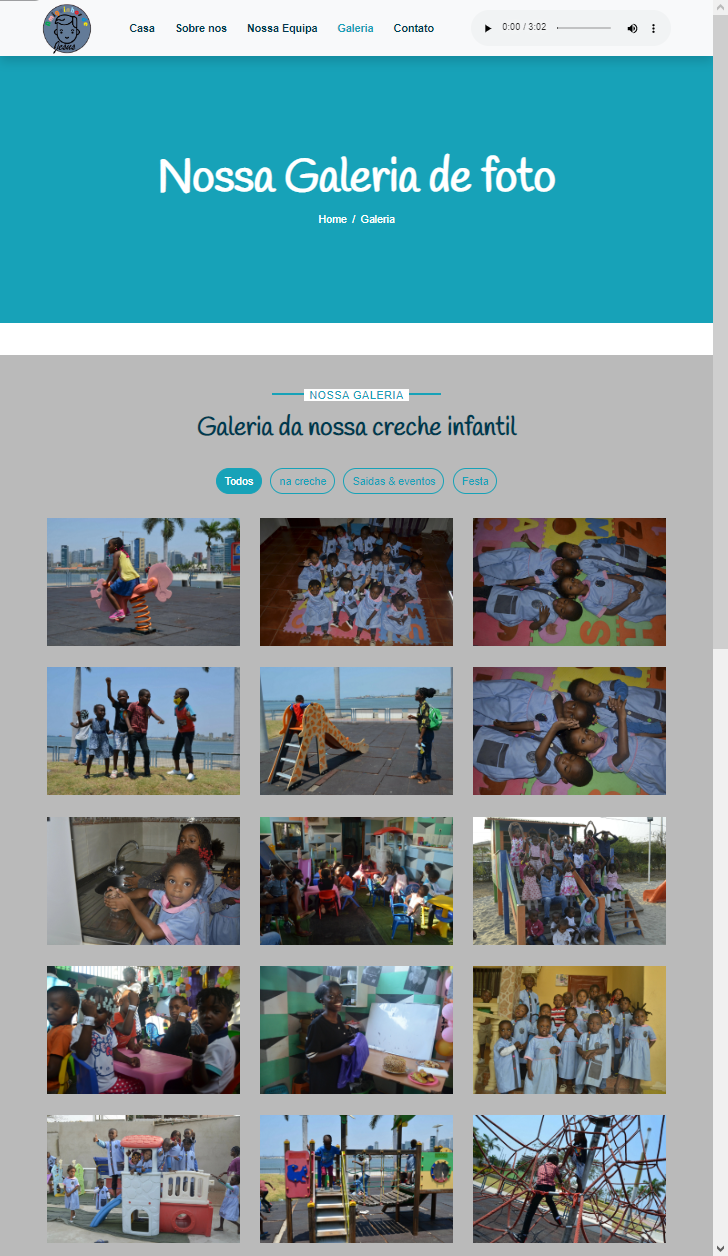 Jesus
Casa Sobre nos Nossa Equipa Galeria Contato 0:00 / 3:02
Nossa Galeria de foto
Home / Galeria
NOSSA GALERIA
Galeria da nossa creche infantil
Todos na creche Saidas & eventos Festa